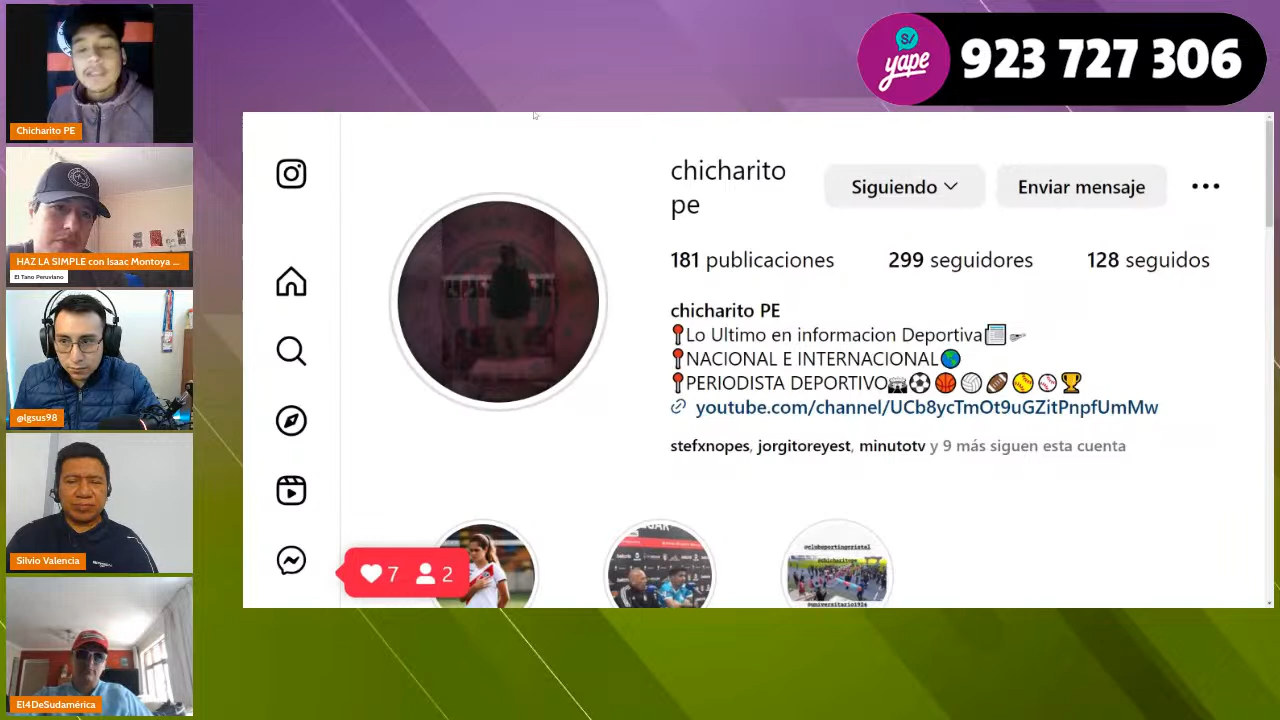 Chicharito PE
HAZ LA SIMPLE con Isaac Montoya ...
El Tano Peruviano
@lgsus98
Silvio Valencia
El4DeSudamérica
S/
yape
923 727 306
chicharito
pe
Siguiendo
Enviar mensaje
181 publicaciones
299 seguidores
128 seguidos
chicharito PE
Lo Ultimo en informacion Deportiva
NACIONAL E INTERNACIONAL
PERIODISTA DEPORTIVO
youtube.com/channel/UCb8ycTmOt9uGZitPnpfUmMw
stefxnopes, jorgitoreyest, minutotv y 9 más siguen esta cuenta
7
2